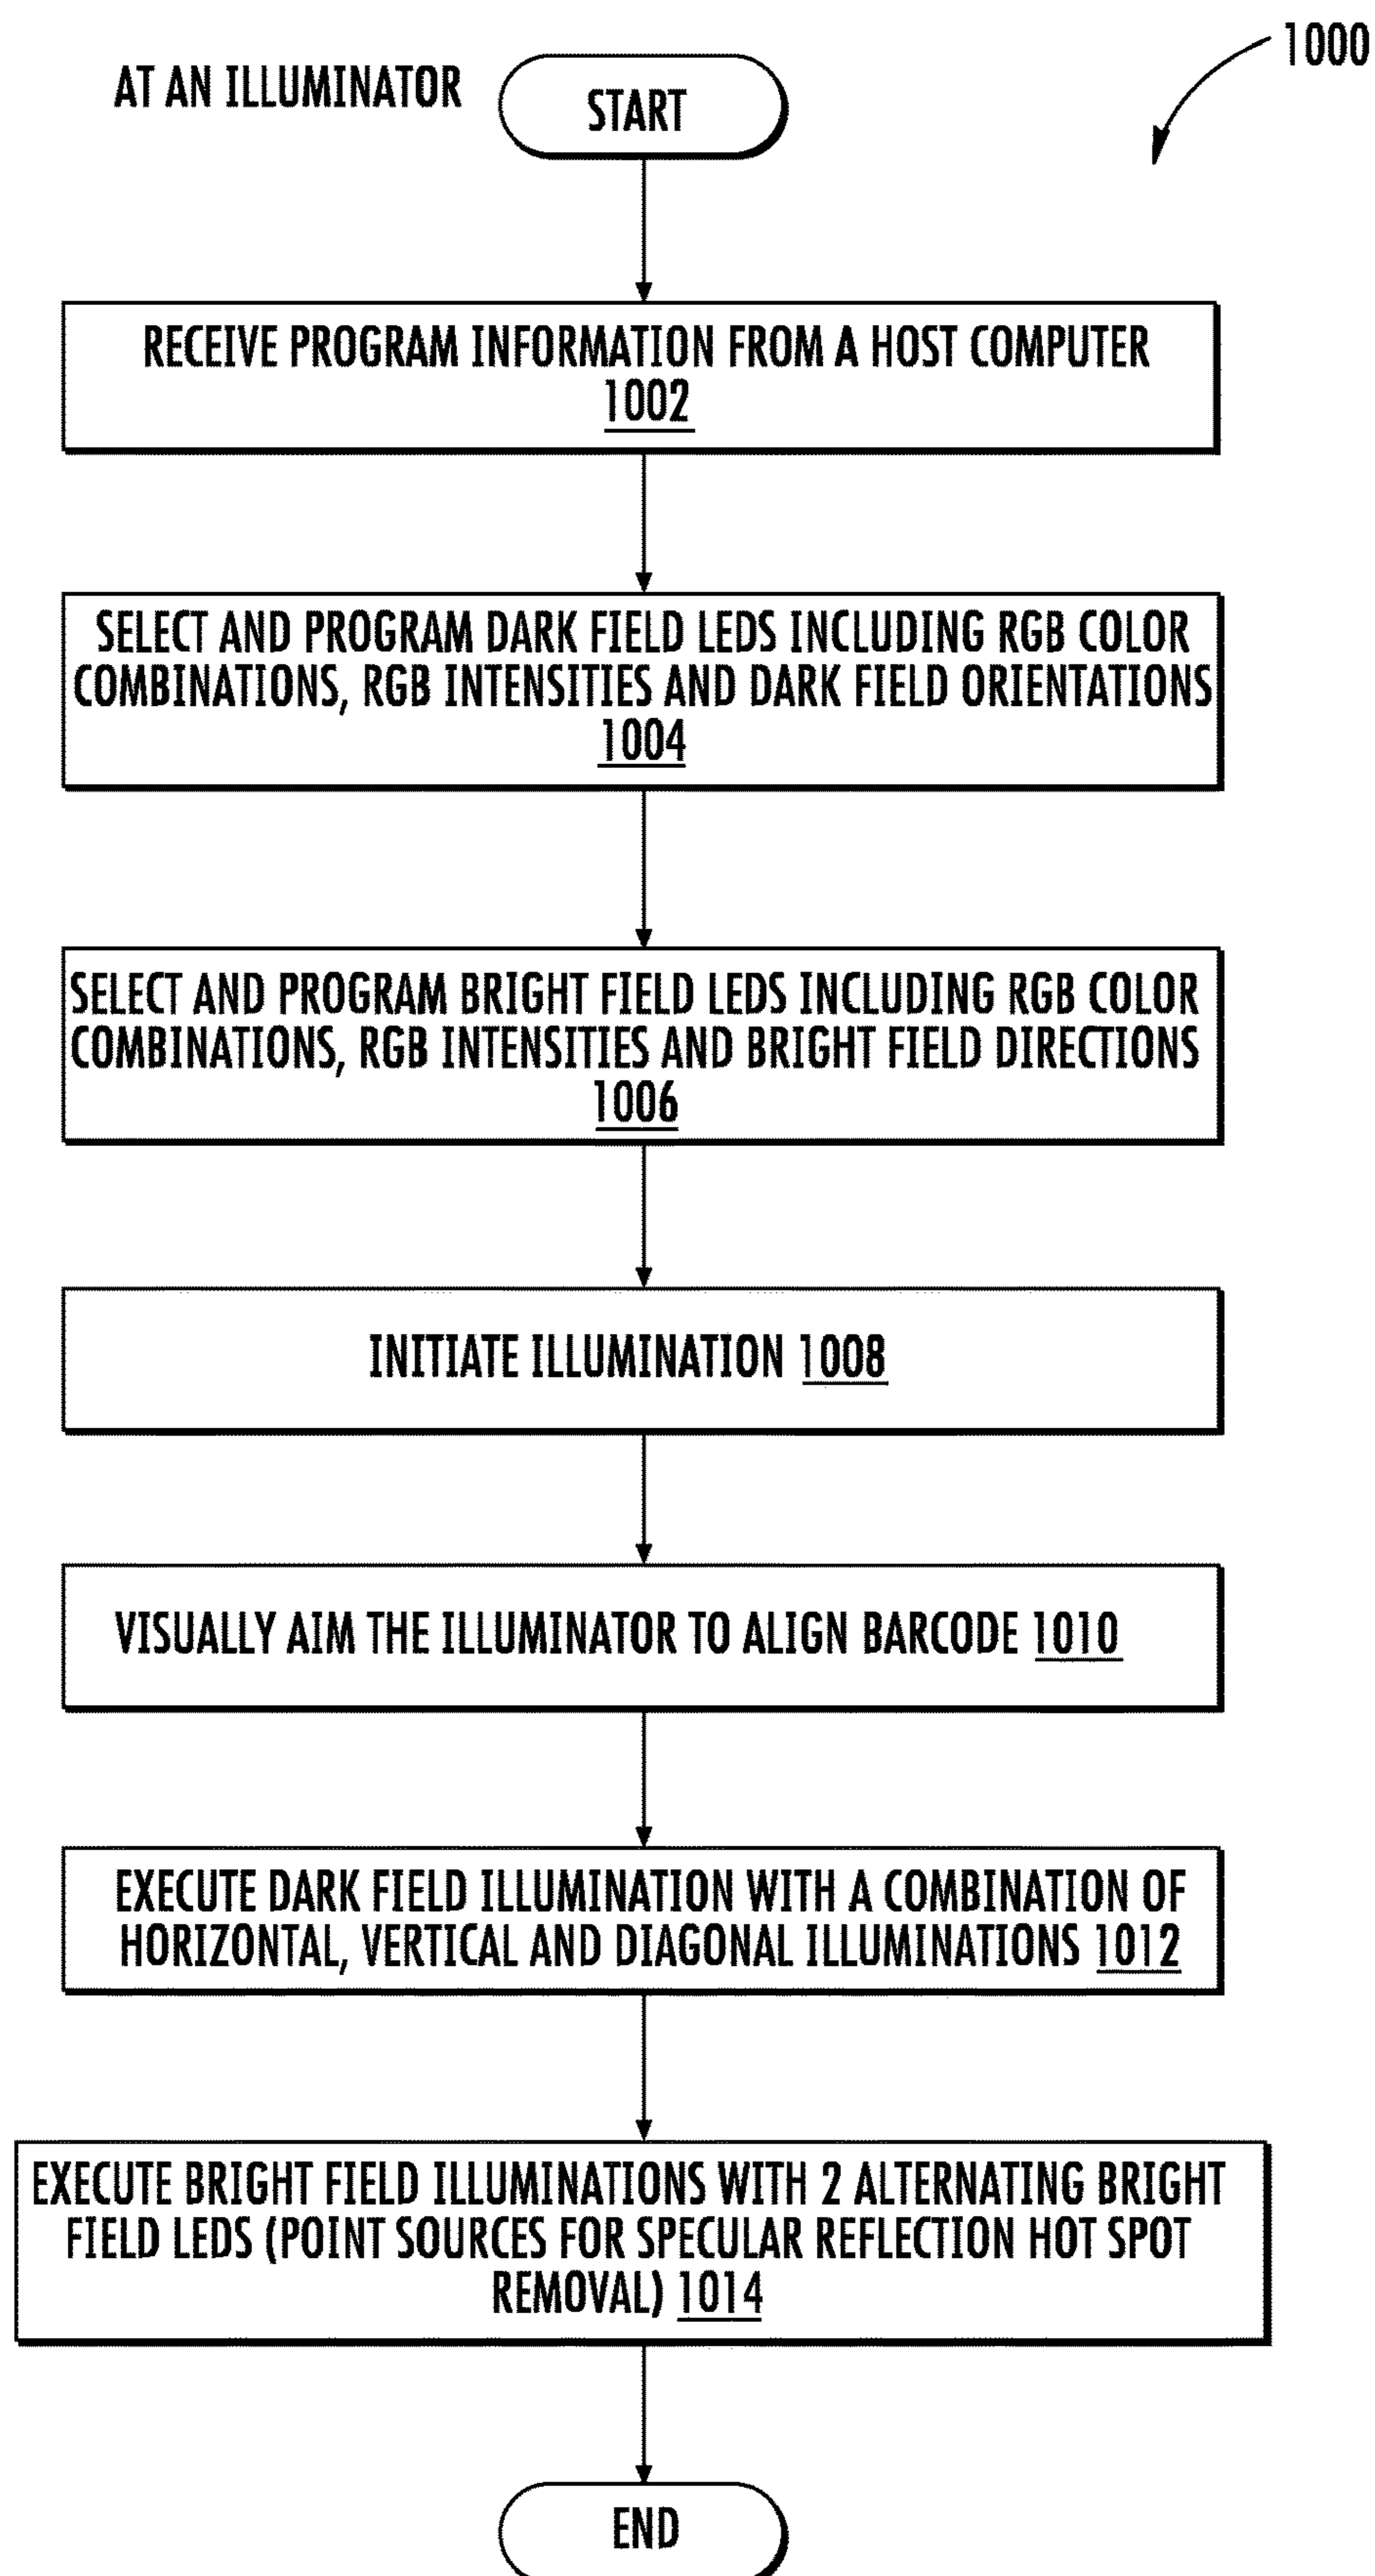 1000
AT AN ILLUMINATOR
START
RECEIVE PROGRAM INFORMATION FROM A HOST COMPUTER
1002
SELECT AND PROGRAM DARK FIELD LEDS INCLUDING RGB COLOR
COMBINATIONS, RGB INTENSITIES AND DARK FIELD ORIENTATIONS
1004
SELECT AND PROGRAM BRIGHT FIELD LEDS INCLUDING RGB COLOR
COMBINATIONS, RGB INTENSITIES AND BRIGHT FIELD DIRECTIONS
1006
INITIATE ILLUMINATION 1008
VISUALLY AIM THE ILLUMINATOR TO ALIGN BARCODE 1010
EXECUTE DARK FIELD ILLUMINATION WITH A COMBINATION OF
HORIZONTAL, VERTICAL AND DIAGONAL ILLUMINATIONS 1012
EXECUTE BRIGHT FIELD ILLUMINATIONS WITH 2 ALTERNATING BRIGHT
FIELD LEDS (POINT SOURCES FOR SPECULAR REFLECTION HOT SPOT
REMOVAL) 1014
END